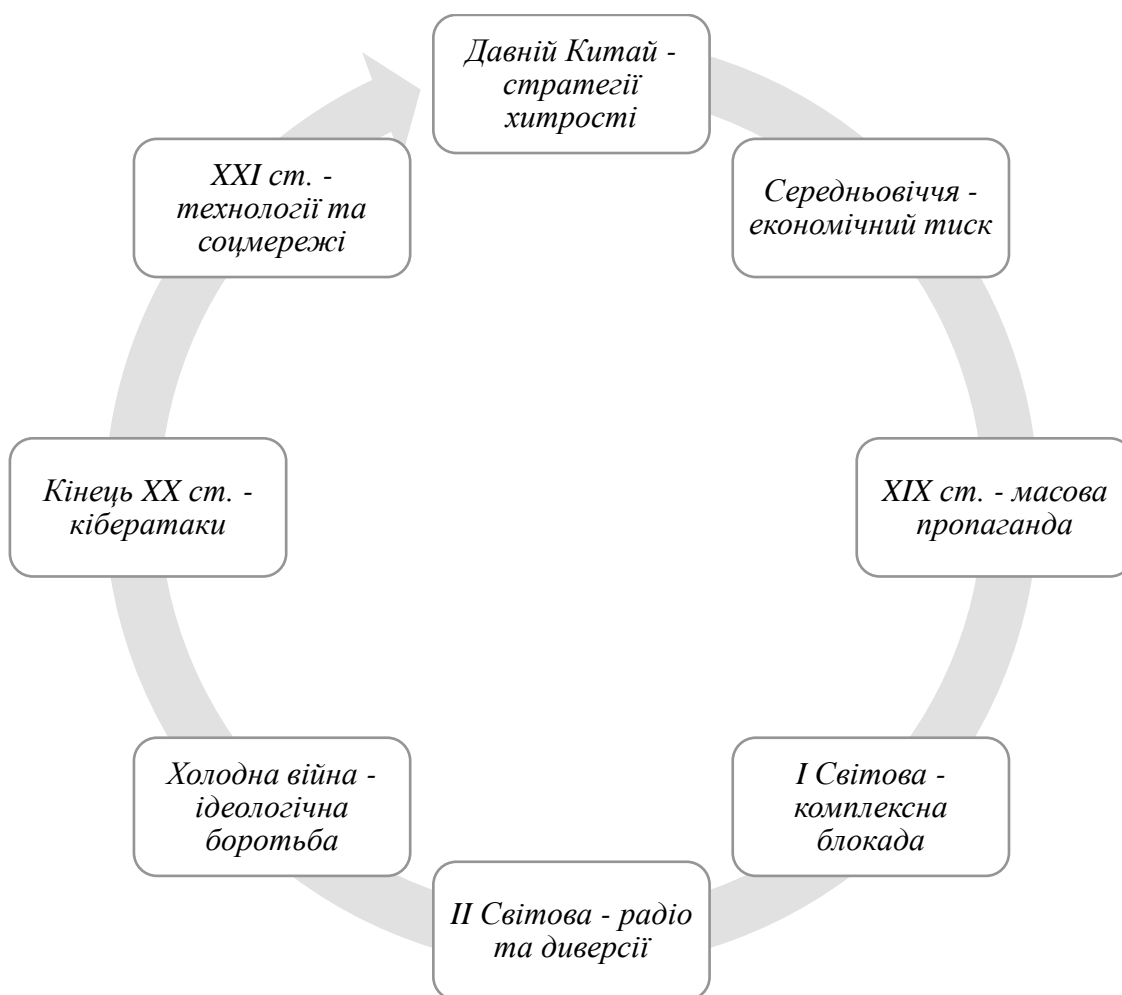 Давній Китай -
стратегії
хитрості
Середньовіччя -
економічний тиск
XIX ст. - масова
пропаганда
I Світова -
комплексна
блокада
II Світова - радіо
та диверсії
Холодна війна -
ідеологічна
боротьба
Кінець XX ст. -
кібератаки
XXI ст. -
технології та
соцмережі